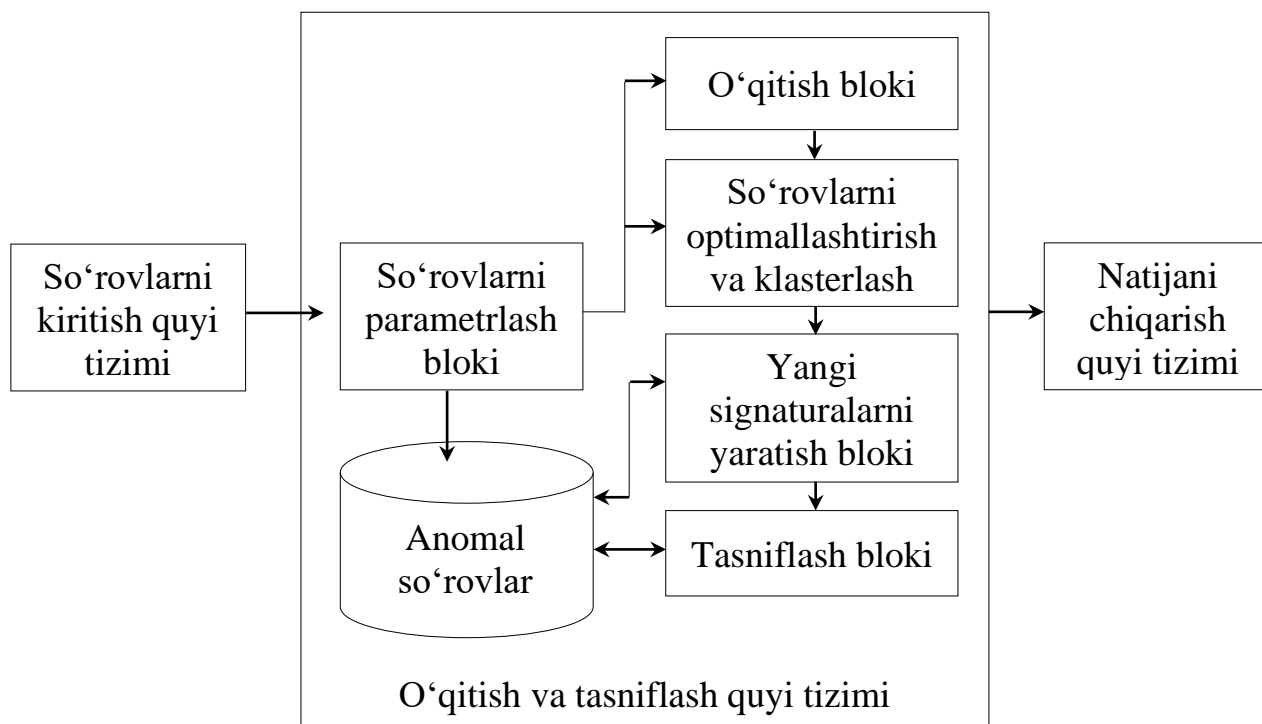 So‘rovlarni
kiritish quyi
tizimi
So‘rovlarni
parametrlash
bloki
Anomal
so‘rovlar
O‘qitish bloki
So‘rovlarni
optimallashtirish
va klasterlash
Yangi
signaturalarni
yaratish bloki
Tasniflash bloki
O‘qitish va tasniflash quyi tizimi
Natijani
chiqarish
quyi tizimi